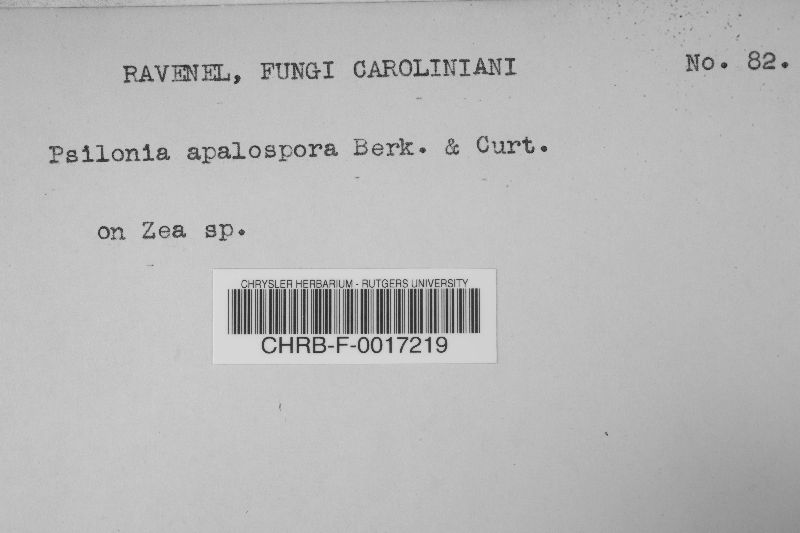 RAVENEL, FUNGI CAROLINIANI No. 82.
Psilonia apalospora Berk. & Curt.
on Zea sp.
CHRYSLER HERBARIUM - RUTGERS UNIVERSITY
CHRB-F-0017219